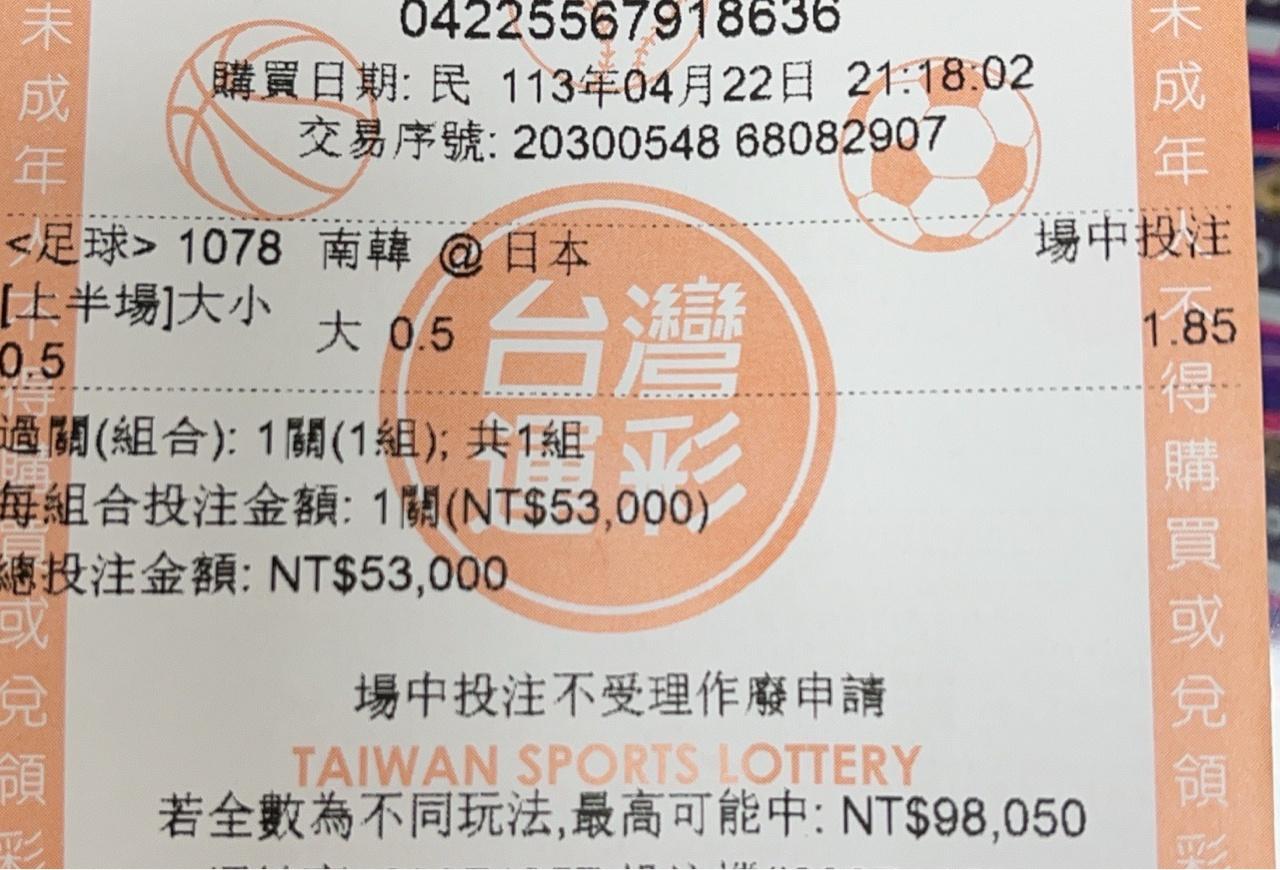 04225567918636
購買日期: 民 113年04月22日 21:18:02
交易序號: 20300548 68082907
<足球> 1078 南韓 @ 日本 場中投注
[上半場]大小 0.5 大 0.5 1.85
過關(組合): 1關(1組); 共1組
每組合投注金額: 1關(NT$53,000)
總投注金額: NT$53,000
台灣
運彩
場中投注不受理作廢申請
TAIWAN SPORTS LOTTERY
若全數為不同玩法,最高可能中: NT$98,050
未成年人不得購買或兌領彩
未成年人不得購買或兌領彩